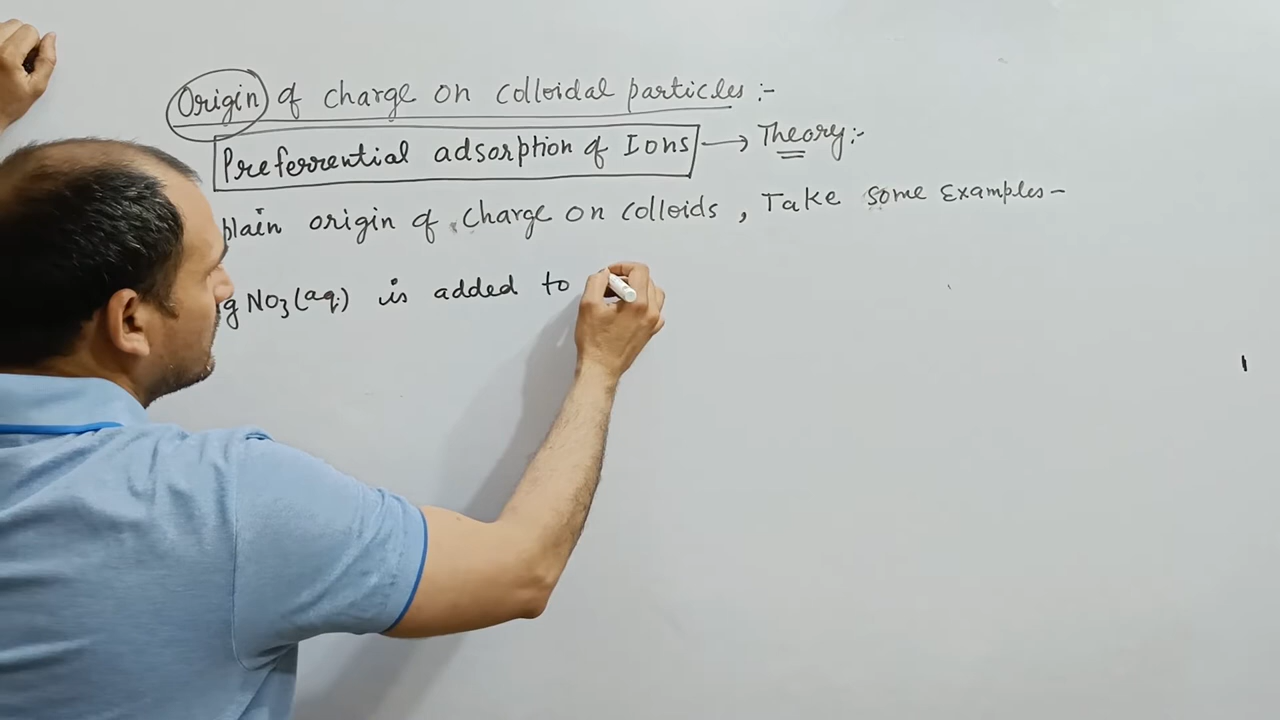 Origin of charge on colloidal particles :-
Preferrential adsorption of Ions → Theory:-
plain origin of charge on colloids , Take some Examples-
g NO3(aq.) is added to